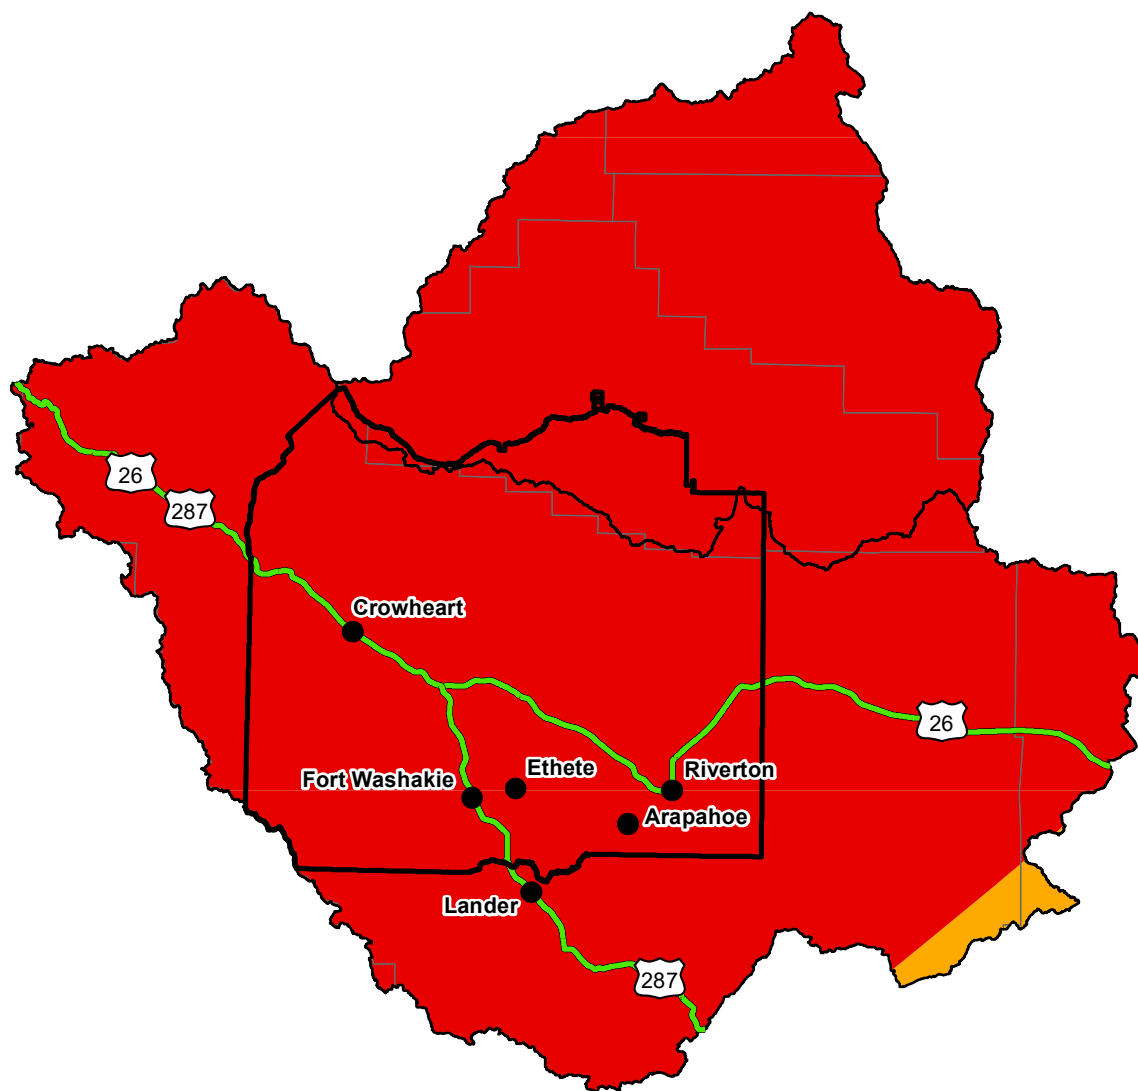 26
287
Crowheart
26
Ethete
Riverton
Fort Washakie
Arapahoe
Lander
287